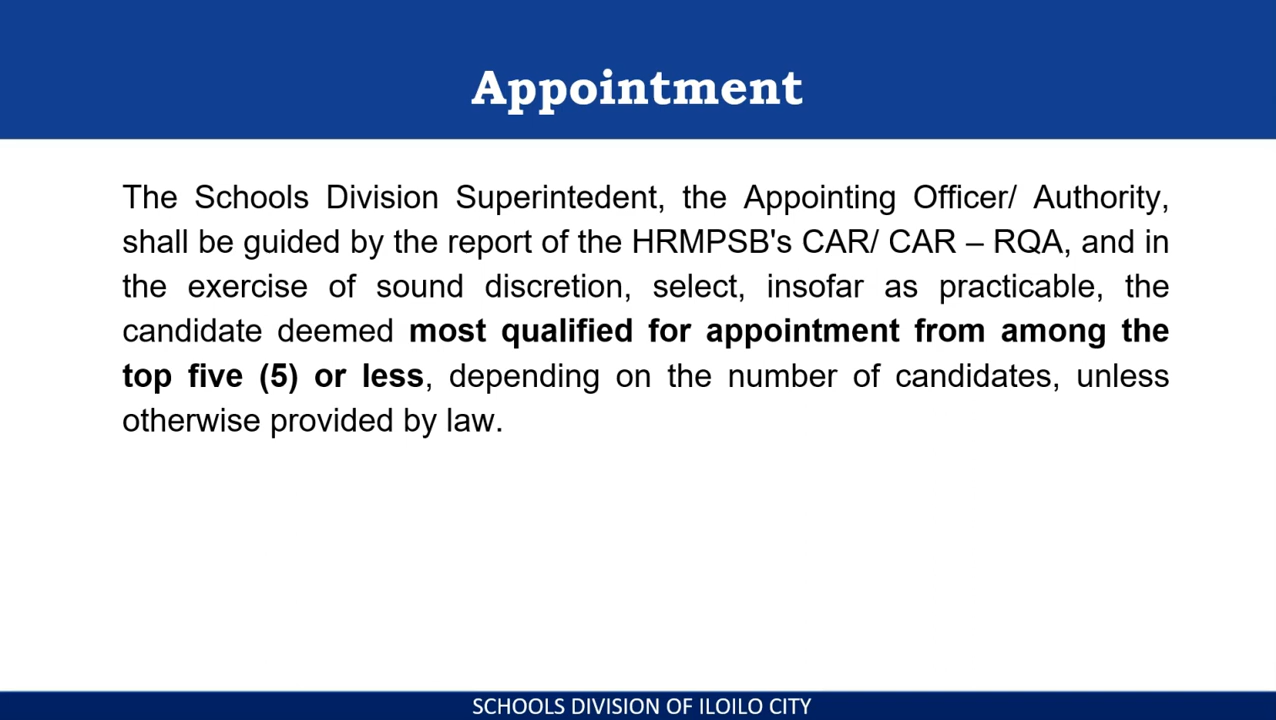 Appointment
The Schools Division Superintedent, the Appointing Officer/ Authority,
shall be guided by the report of the HRMPSB's CAR/ CAR – RQA, and in
the exercise of sound discretion, select, insofar as practicable, the
candidate deemed most qualified for appointment from among the
top five (5) or less, depending on the number of candidates, unless
otherwise provided by law.
SCHOOLS DIVISION OF ILOILO CITY